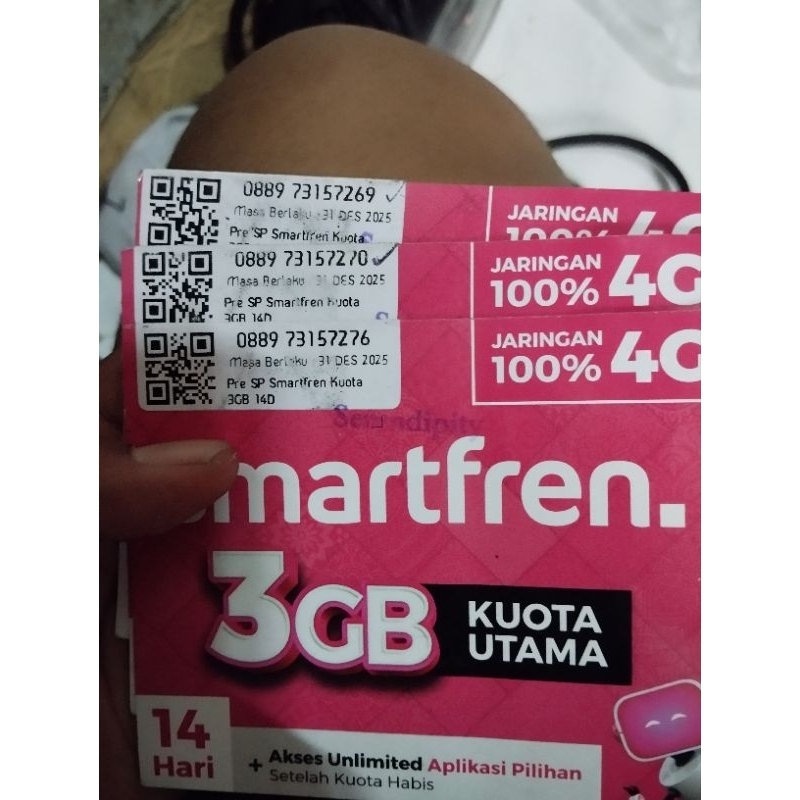 0889 73157269 ✓
Masa Berlaku : 31 DES 2025
Pre SP Smartfren Kuota
JARINGAN
100% 4G
0889 73157270 ✓
Masa Berlaku : 31 DES 2025
Pre SP Smartfren Kuota
3GB 14D
JARINGAN
100% 4G
0889 73157276
Masa Berlaku : 31 DES 2025
Pre SP Smartfren Kuota
3GB 14D
JARINGAN
100% 4G
Serendipity
smartfren.
3GB
KUOTA
UTAMA
14
Hari
+ Akses Unlimited Aplikasi Pilihan
Setelah Kuota Habis